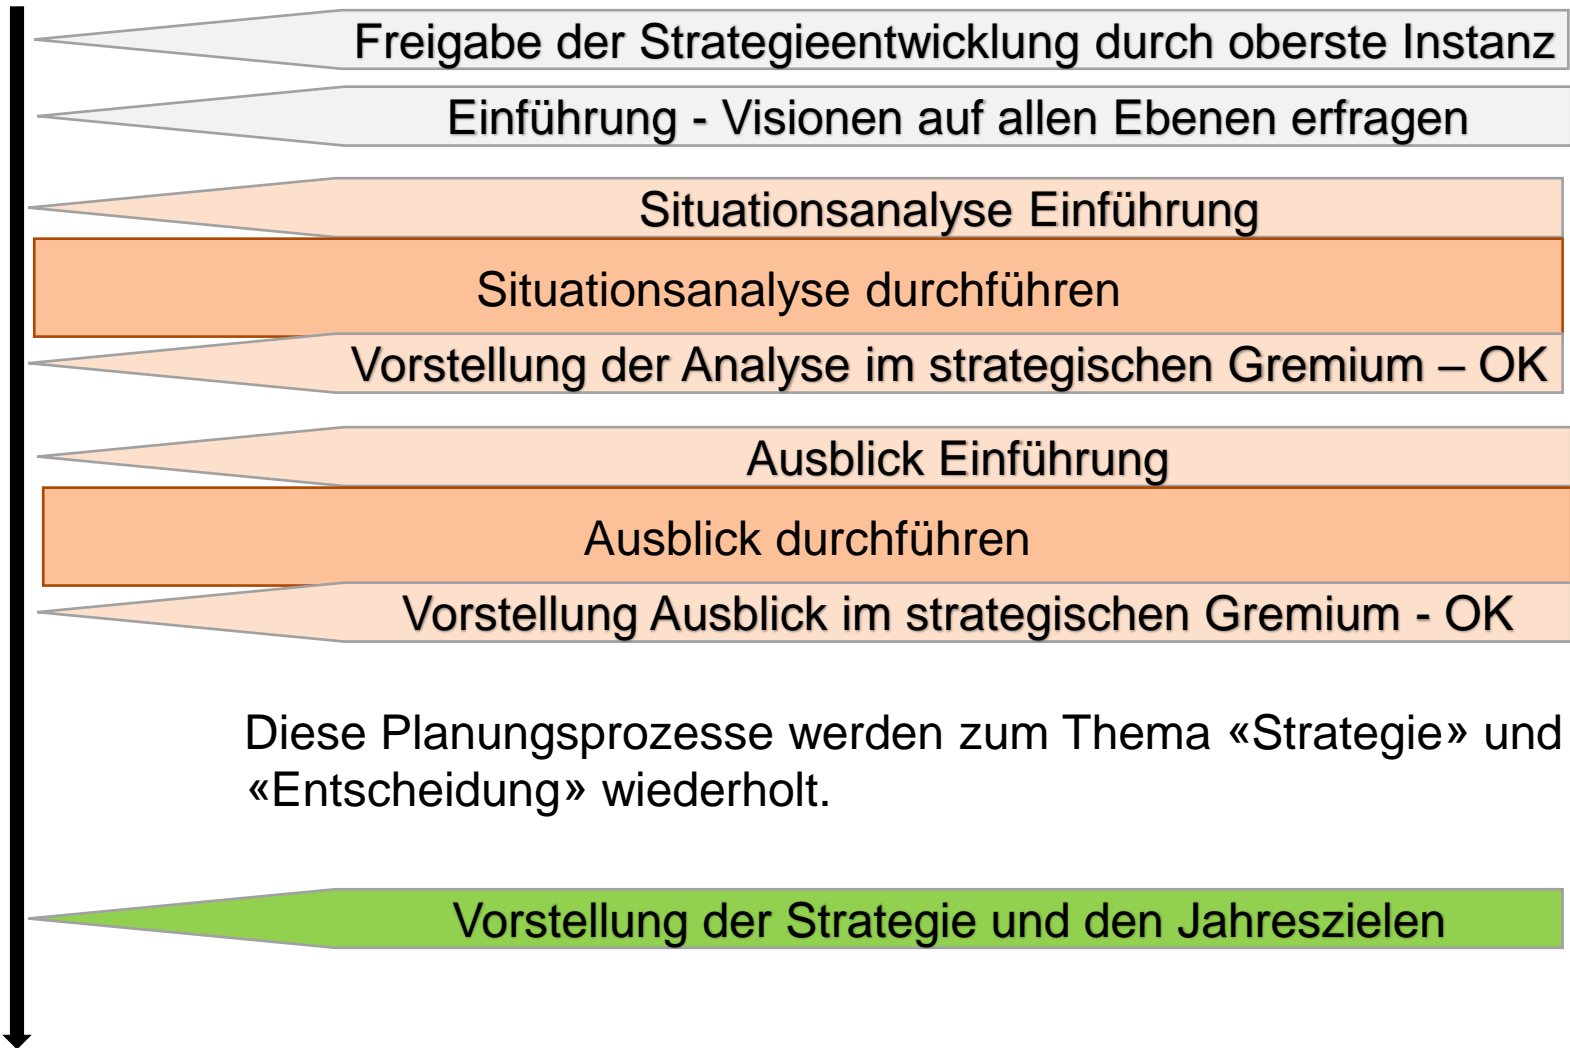 Freigabe der Strategieentwicklung durch oberste Instanz
Einführung - Visionen auf allen Ebenen erfragen
Situationsanalyse Einführung
Situationsanalyse durchführen
Vorstellung der Analyse im strategischen Gremium – OK
Ausblick Einführung
Ausblick durchführen
Vorstellung Ausblick im strategischen Gremium - OK
Diese Planungsprozesse werden zum Thema «Strategie» und
«Entscheidung» wiederholt.
Vorstellung der Strategie und den Jahreszielen